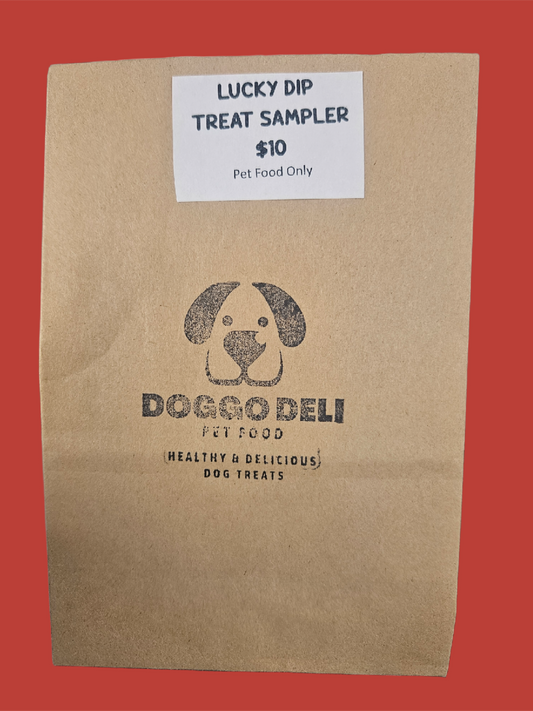 LUCKY DIP
TREAT SAMPLER
$10
Pet Food Only
DOGGO DELI
PET FOOD
(HEALTHY & DELICIOUS)
DOG TREATS